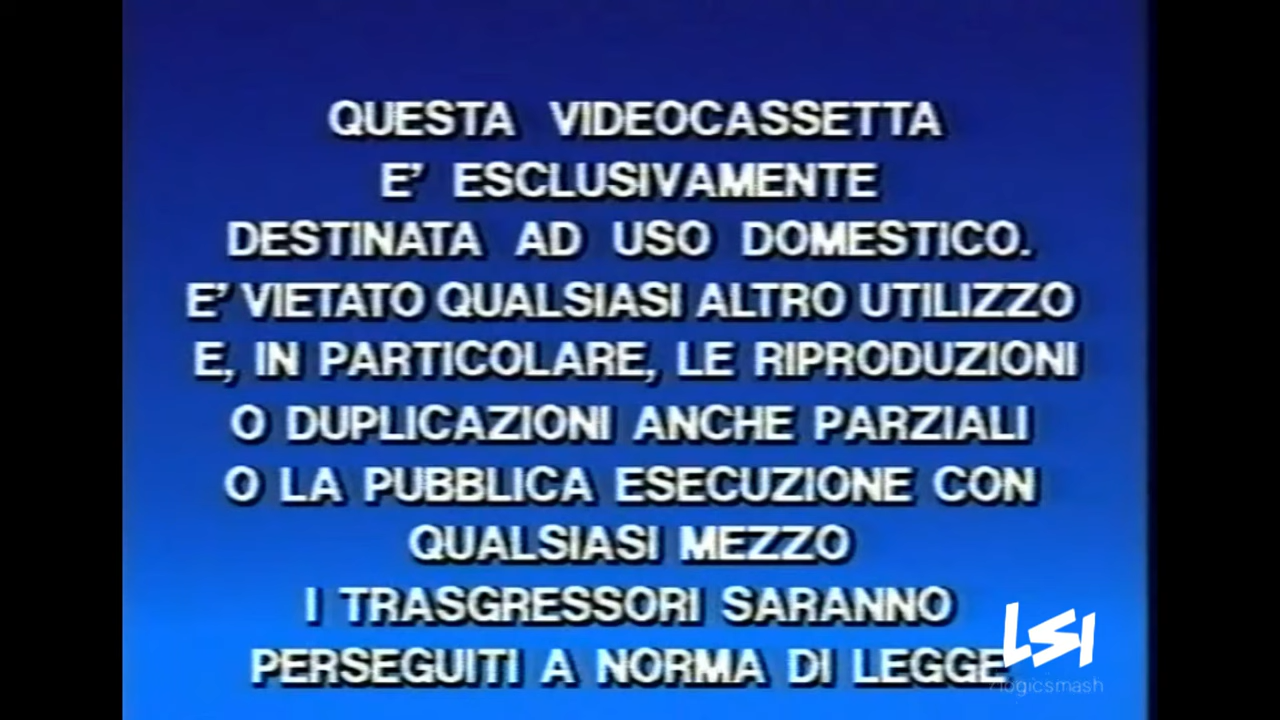 QUESTA VIDEOCASSETTA
E' ESCLUSIVAMENTE
DESTINATA AD USO DOMESTICO.
E' VIETATO QUALSIASI ALTRO UTILIZZO
E, IN PARTICOLARE, LE RIPRODUZIONI
O DUPLICAZIONI ANCHE PARZIALI
O LA PUBBLICA ESECUZIONE CON
QUALSIASI MEZZO
I TRASGRESSORI SARANNO
PERSEGUITI A NORMA DI LEGGE
LSI
/logicsmash